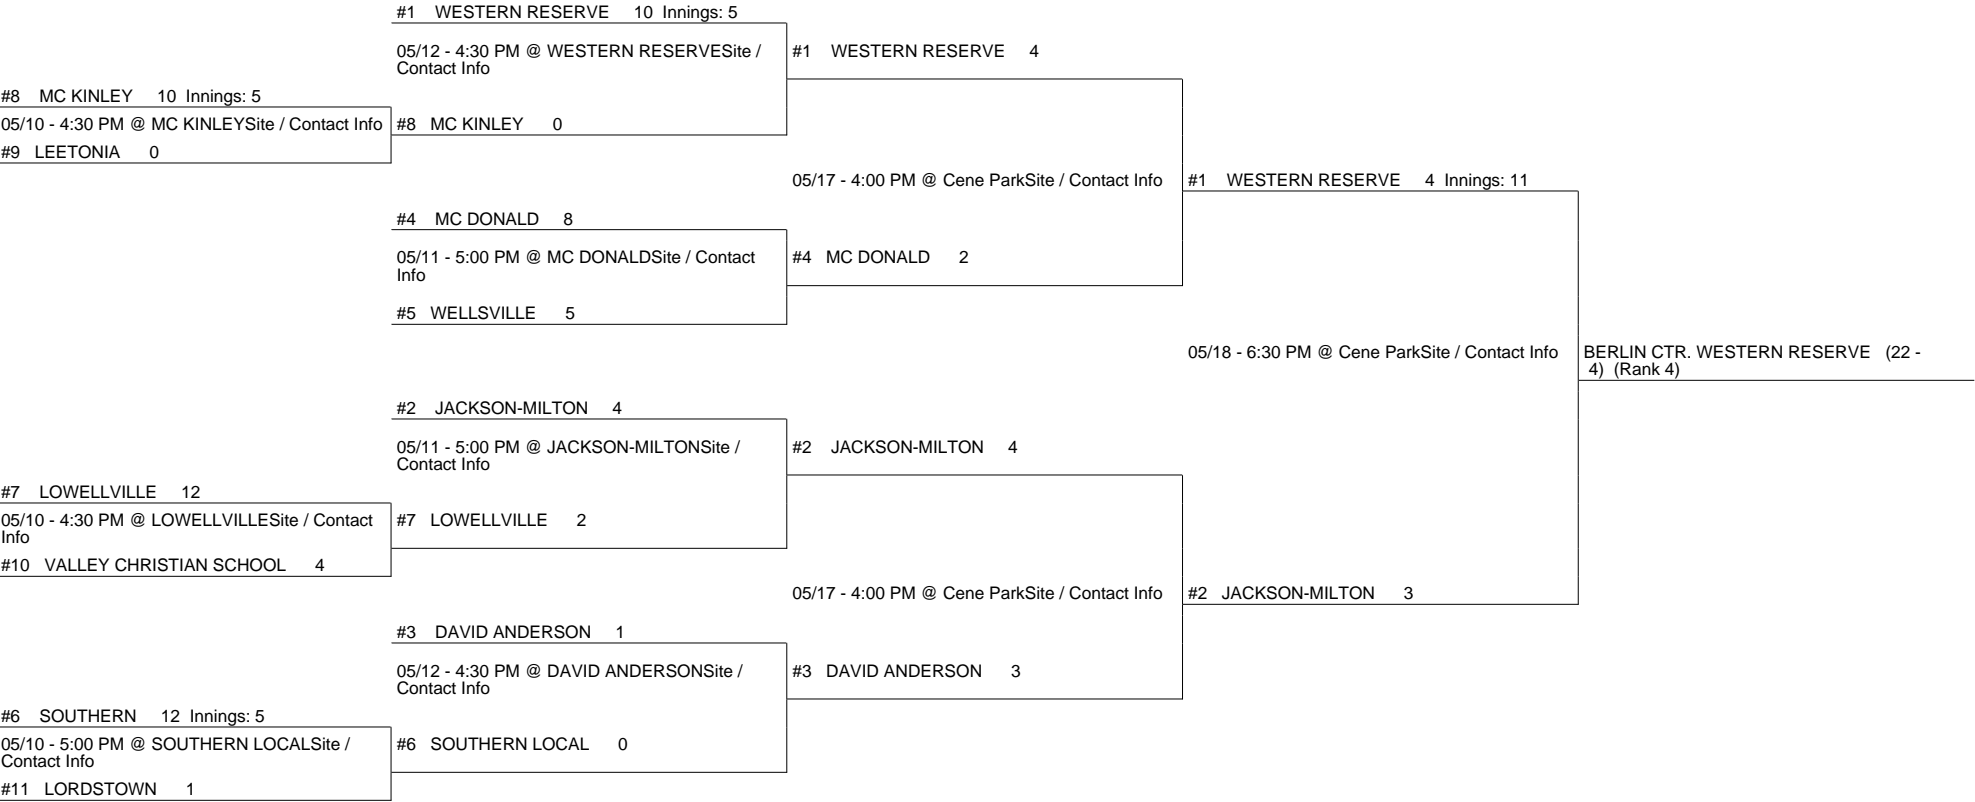 #1 WESTERN RESERVE 10 Innings: 5
05/12 - 4:30 PM @ WESTERN RESERVESite /
Contact Info
#8 MC KINLEY 10 Innings: 5
05/10 - 4:30 PM @ MC KINLEYSite / Contact Info
#9 LEETONIA 0
#8 MC KINLEY 0
#1 WESTERN RESERVE 4
05/17 - 4:00 PM @ Cene ParkSite / Contact Info
#4 MC DONALD 8
05/11 - 5:00 PM @ MC DONALDSite / Contact
Info
#5 WELLSVILLE 5
#4 MC DONALD 2
#1 WESTERN RESERVE 4 Innings: 11
05/18 - 6:30 PM @ Cene ParkSite / Contact Info
BERLIN CTR. WESTERN RESERVE (22 -
4) (Rank 4)
#2 JACKSON-MILTON 4
05/11 - 5:00 PM @ JACKSON-MILTONSite /
Contact Info
#7 LOWELLVILLE 12
05/10 - 4:30 PM @ LOWELLVILLESite / Contact
Info
#10 VALLEY CHRISTIAN SCHOOL 4
#7 LOWELLVILLE 2
#2 JACKSON-MILTON 4
05/17 - 4:00 PM @ Cene ParkSite / Contact Info
#2 JACKSON-MILTON 3
#3 DAVID ANDERSON 1
05/12 - 4:30 PM @ DAVID ANDERSONSite /
Contact Info
#3 DAVID ANDERSON 3
#6 SOUTHERN 12 Innings: 5
05/10 - 5:00 PM @ SOUTHERN LOCALSite /
Contact Info
#11 LORDSTOWN 1
#6 SOUTHERN LOCAL 0